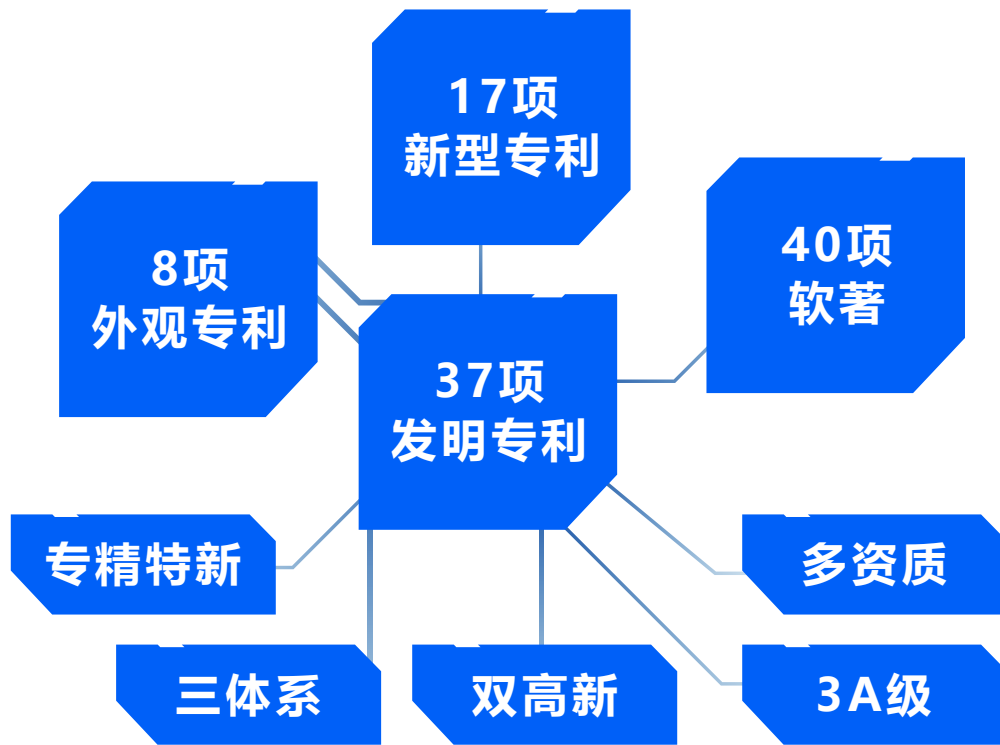 17项
新型专利
8项
外观专利
40项
软著
37项
发明专利
专精特新
多资质
三体系
双高新
3A级